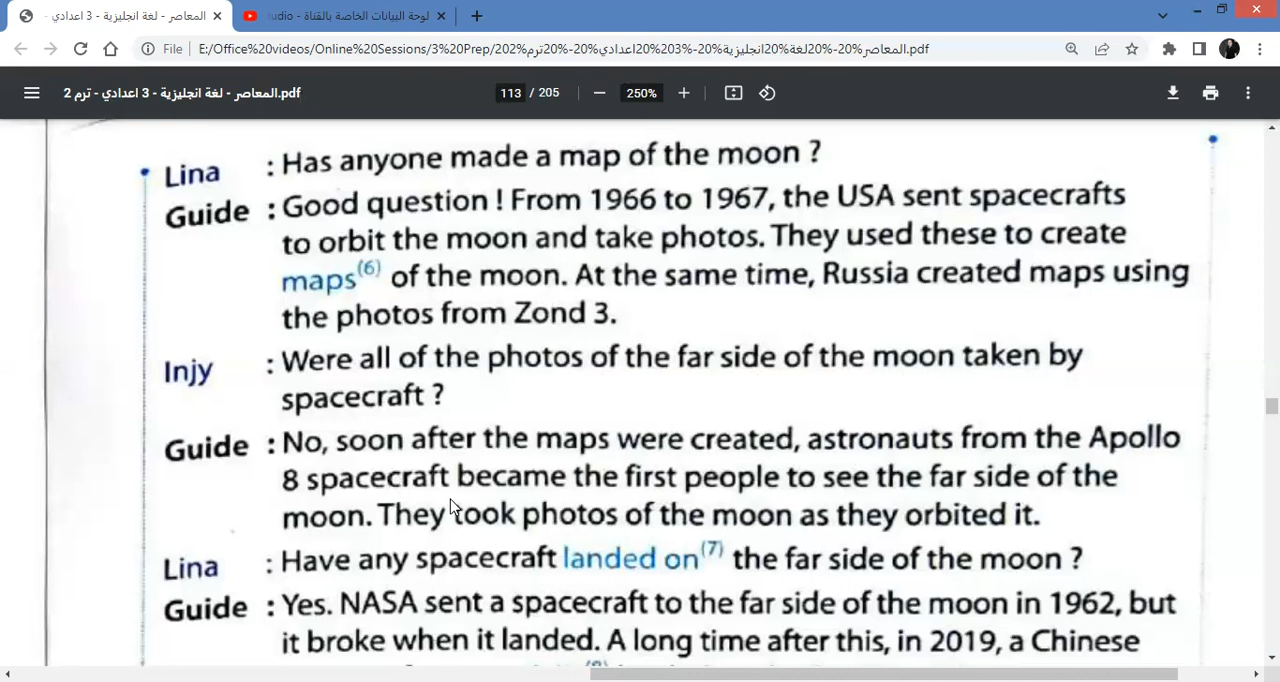 المعاصر - لغة انجليزية - 3 اعدادي -
لوحة البيانات الخاصة بالقناة - udio
File
E:/Office%20videos/Online%20Sessions/3%20Prep/202%المعاصر%20-%20لغة%20انجليزية%20-%203%20اعدادي%20-%20ترم.pdf
المعاصر - لغة انجليزية - 3 اعدادي - ترم 2.pdf
113 / 205
250%
Lina : Has anyone made a map of the moon ?
Guide : Good question ! From 1966 to 1967, the USA sent spacecrafts
to orbit the moon and take photos. They used these to create
maps(6) of the moon. At the same time, Russia created maps using
the photos from Zond 3.
Injy : Were all of the photos of the far side of the moon taken by
spacecraft ?
Guide : No, soon after the maps were created, astronauts from the Apollo
8 spacecraft became the first people to see the far side of the
moon. They took photos of the moon as they orbited it.
Lina : Have any spacecraft landed on(7) the far side of the moon ?
Guide : Yes. NASA sent a spacecraft to the far side of the moon in 1962, but
it broke when it landed. A long time after this, in 2019, a Chinese